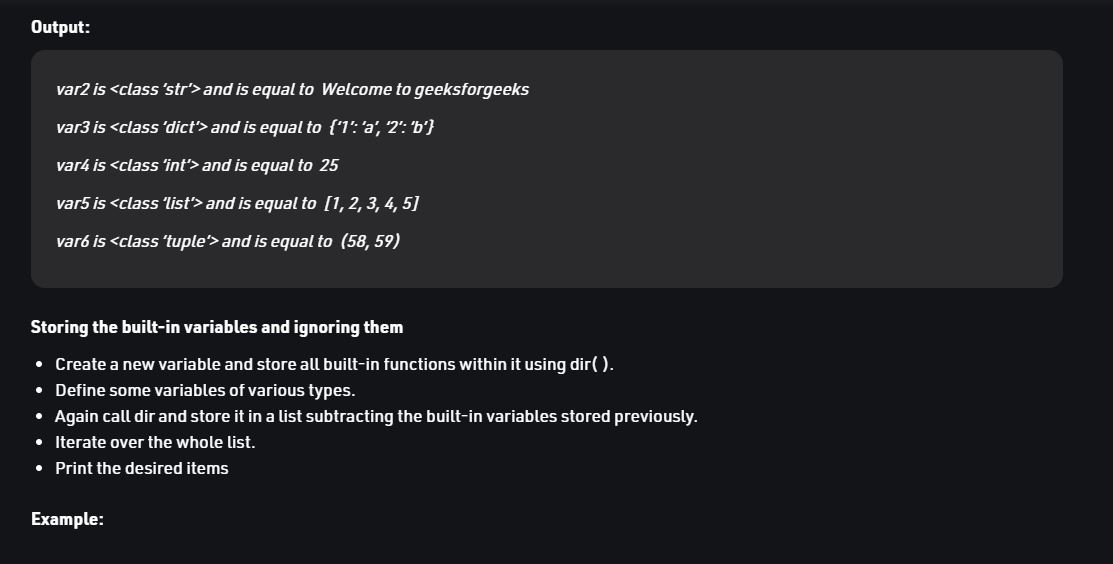 Output:
var2 is <class ‘str’> and is equal to  Welcome to geeksforgeeks
var3 is <class ‘dict’> and is equal to  {‘1’: ‘a’, ‘2’: ‘b’}
var4 is <class ‘int’> and is equal to  25
var5 is <class ‘list’> and is equal to  [1, 2, 3, 4, 5]
var6 is <class ‘tuple’> and is equal to  (58, 59)
Storing the built-in variables and ignoring them
• Create a new variable and store all built-in functions within it using dir( ).
• Define some variables of various types.
• Again call dir and store it in a list subtracting the built-in variables stored previously.
• Iterate over the whole list.
• Print the desired items
Example: